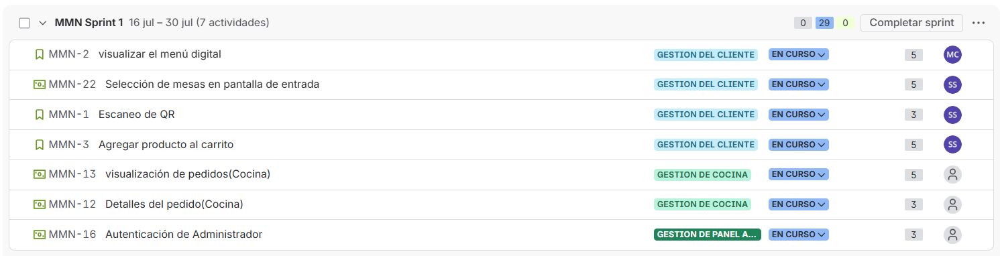 MMN Sprint 1 16 jul – 30 jul (7 actividades) 0 29 0 Completar sprint
MMN-2 visualizar el menú digital GESTION DEL CLIENTE EN CURSO 5 MC
MMN-22 Selección de mesas en pantalla de entrada GESTION DEL CLIENTE EN CURSO 5 SS
MMN-1 Escaneo de QR GESTION DEL CLIENTE EN CURSO 3 SS
MMN-3 Agregar producto al carrito GESTION DEL CLIENTE EN CURSO 5 SS
MMN-13 visualización de pedidos(Cocina) GESTION DE COCINA EN CURSO 5
MMN-12 Detalles del pedido(Cocina) GESTION DE COCINA EN CURSO 3
MMN-16 Autenticación de Administrador GESTION DE PANEL A... EN CURSO 3